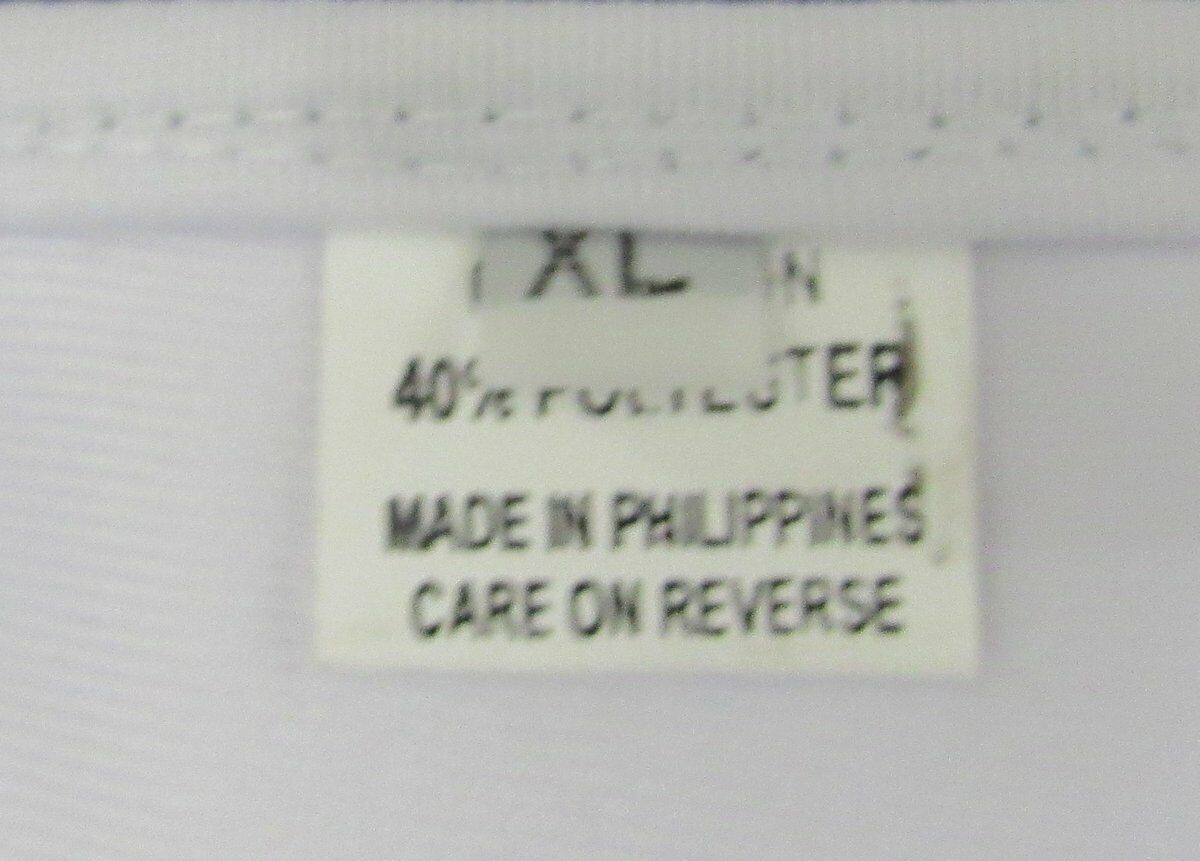 XL
40% POLYESTER
MADE IN PHILIPPINES
CARE ON REVERSE